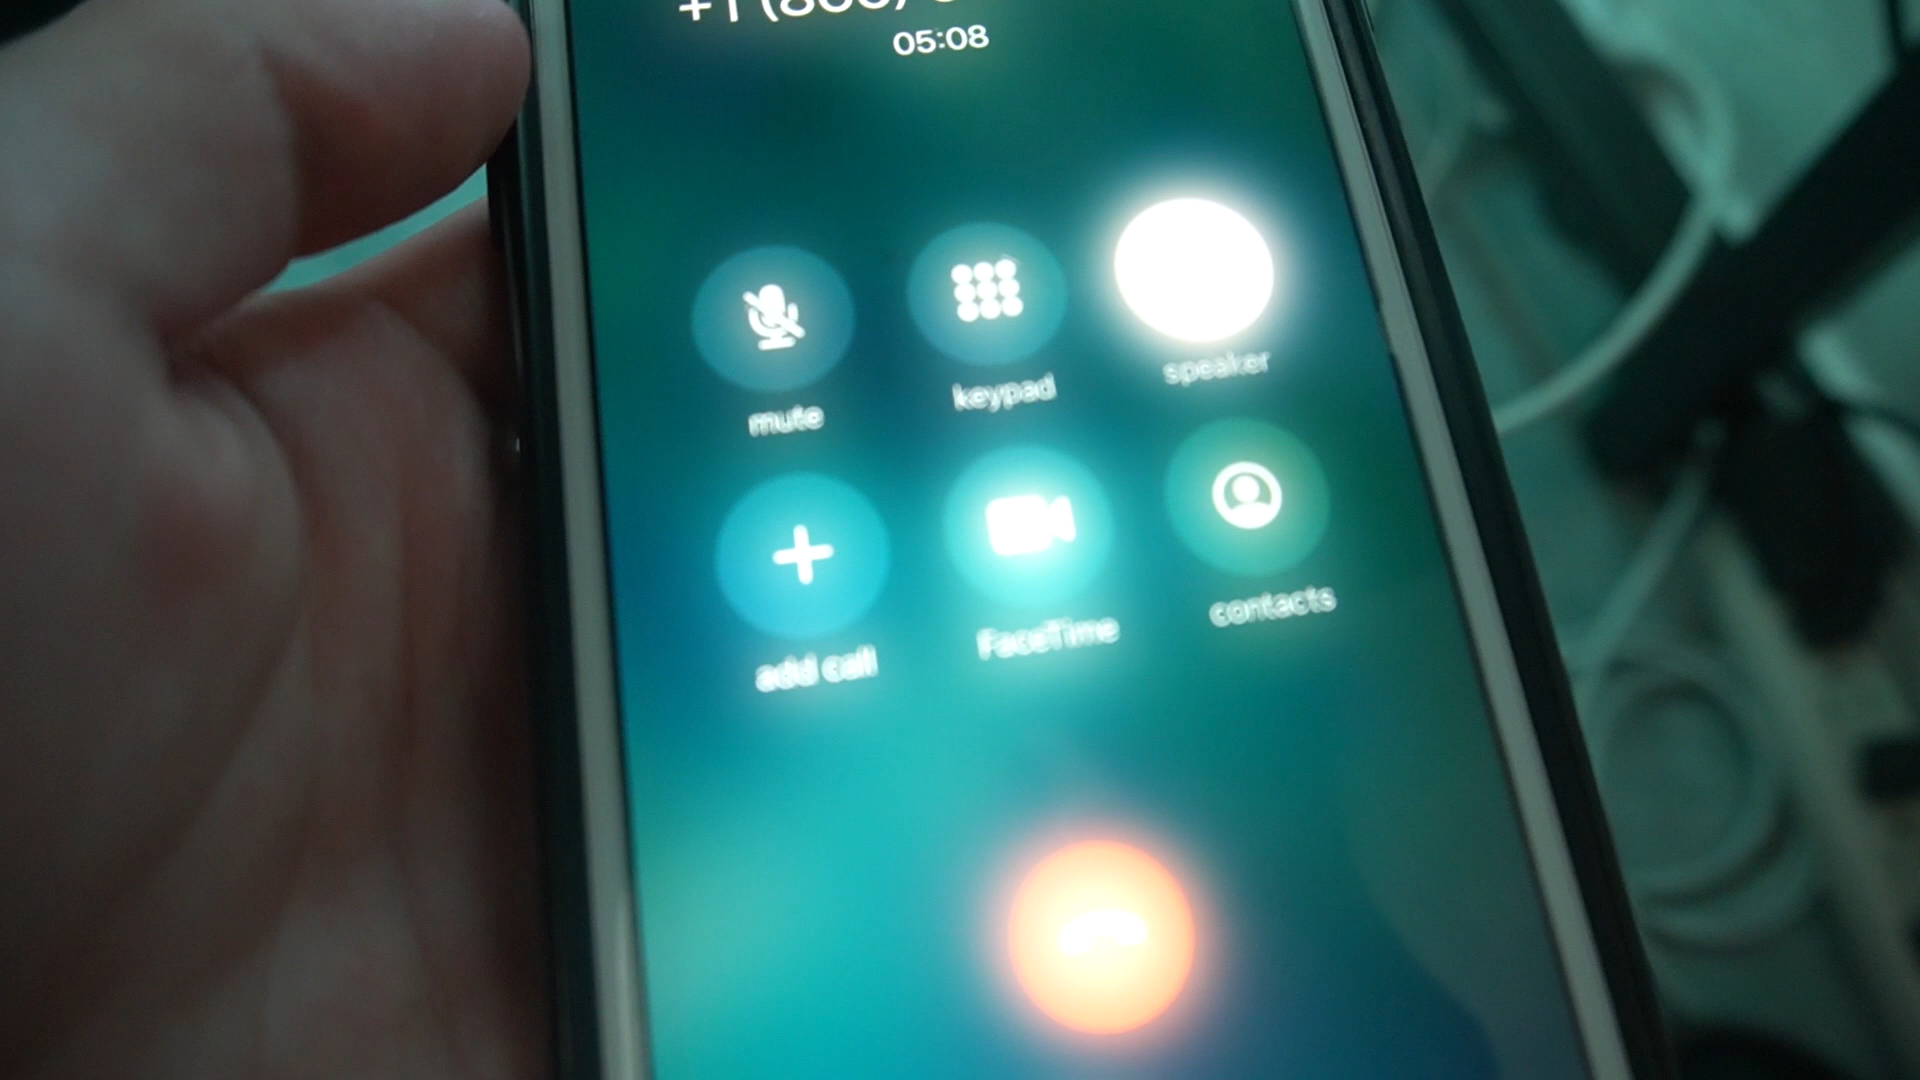 05:08
mute
keypad
speaker
add call
FaceTime
contacts